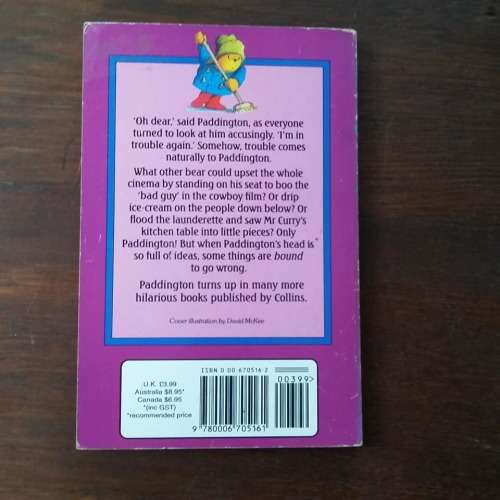 'Oh dear,' said Paddington, as everyone
turned to look at him accusingly. 'I'm in
trouble again.' Somehow, trouble comes
naturally to Paddington.
What other bear could upset the whole
cinema by standing on his seat to boo the
'bad guy' in the cowboy film? Or drip
ice-cream on the people down below? Or
flood the launderette and saw Mr Curry's
kitchen table into little pieces? Only
Paddington! But when Paddington's head is
so full of ideas, some things are bound
to go wrong.
Paddington turns up in many more
hilarious books published by Collins.
Cover illustration by David McKee
U.K. £3.99
Australia $8.95*
Canada $6.95
*(inc GST)
*recommended price
ISBN 0 00 670516 2
00399>
9 780006 705161